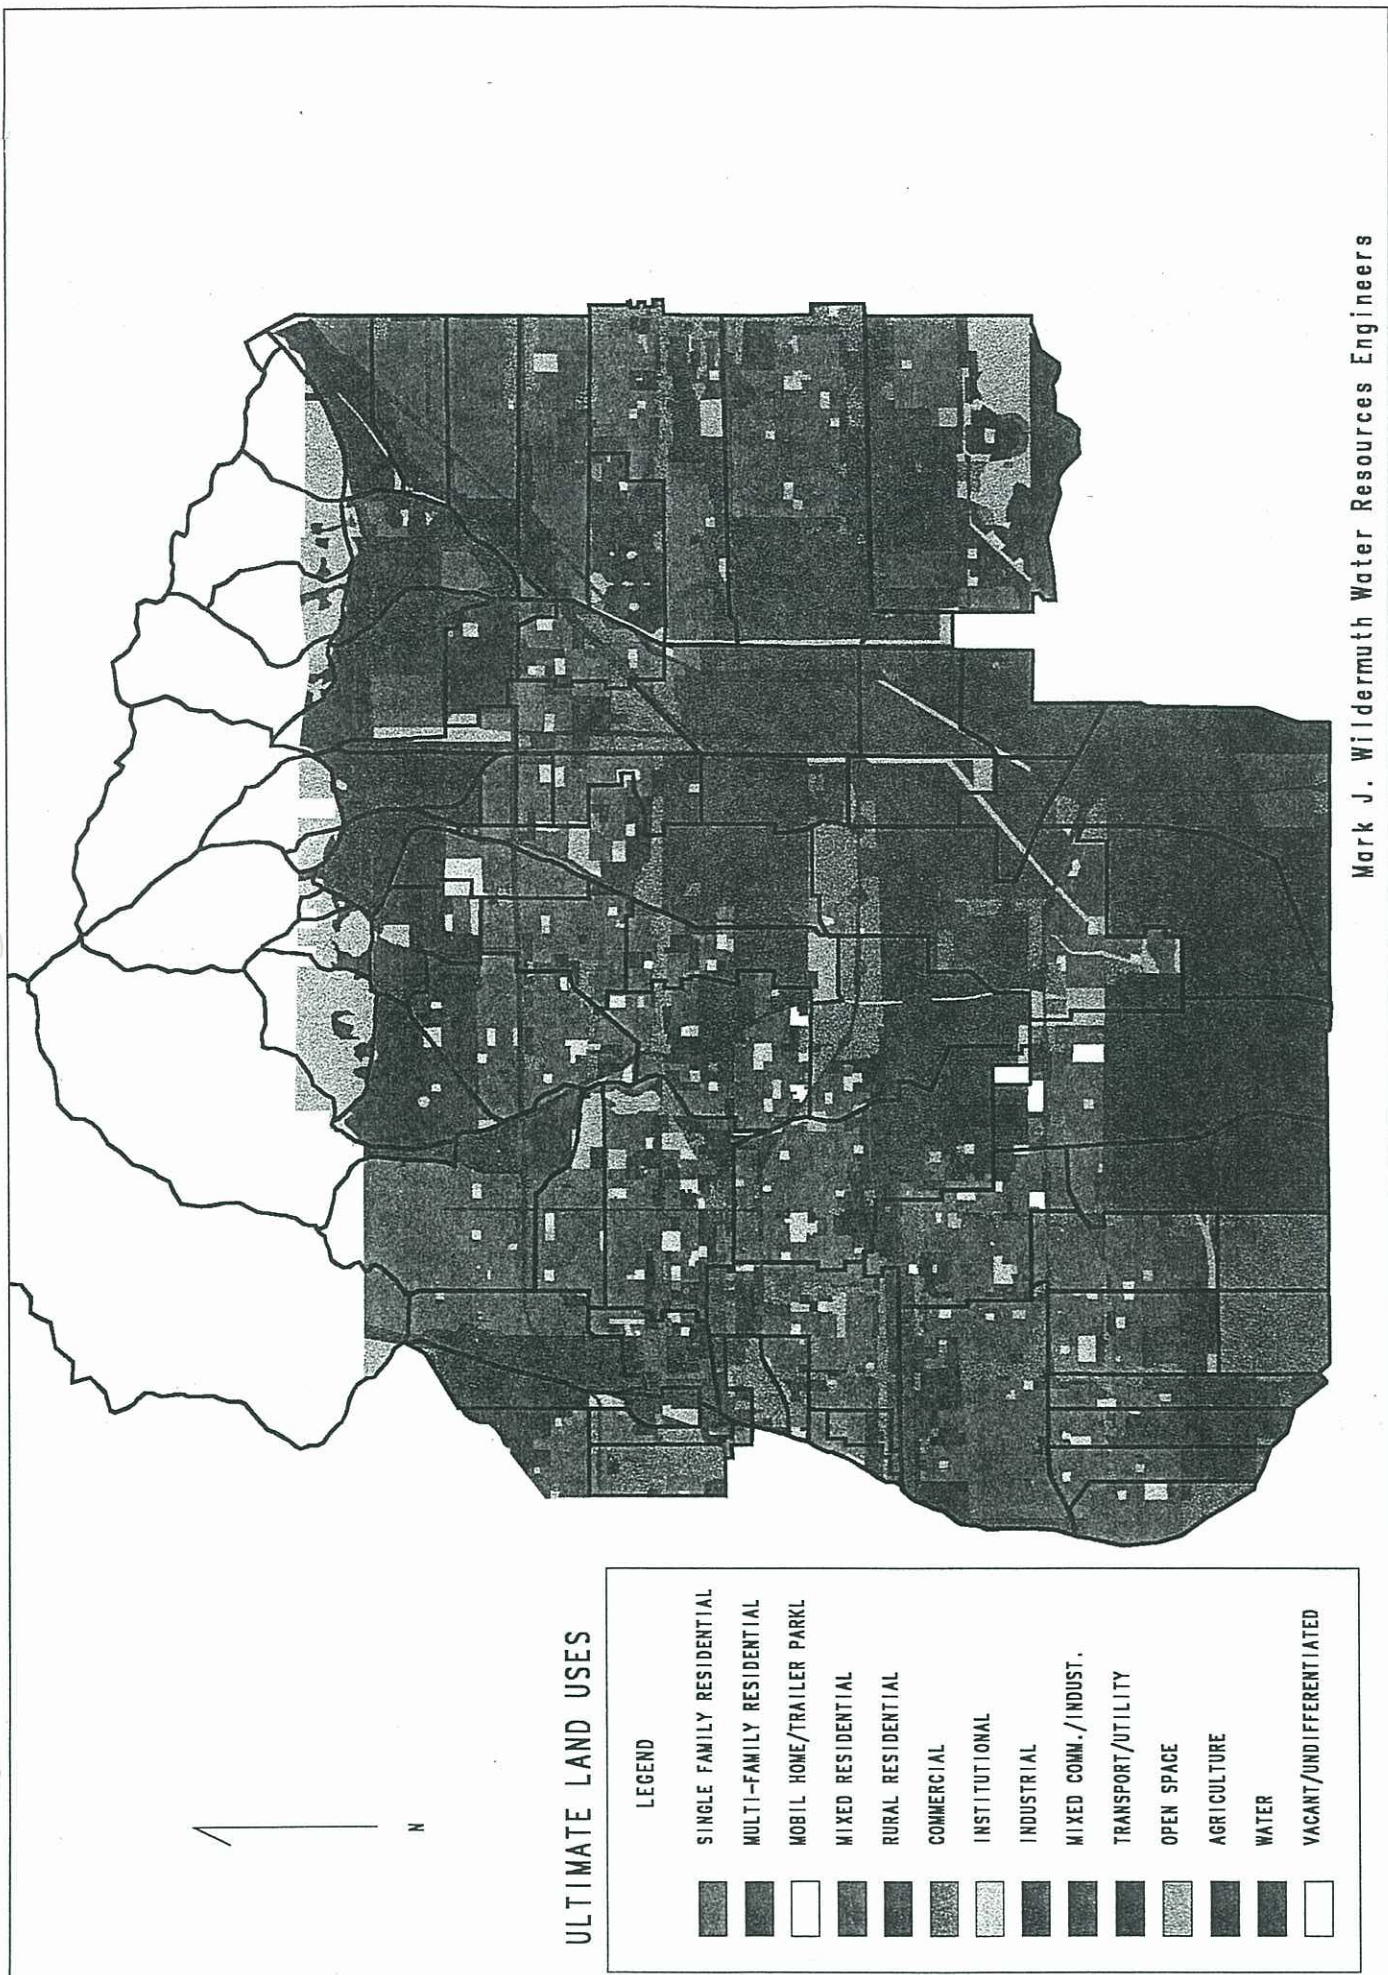 N
ULTIMATE LAND USES
LEGEND
SINGLE FAMILY RESIDENTIAL
MULTI-FAMILY RESIDENTIAL
MOBIL HOME/TRAILER PARKL
MIXED RESIDENTIAL
RURAL RESIDENTIAL
COMMERCIAL
INSTITUTIONAL
INDUSTRIAL
MIXED COMM./INDUST.
TRANSPORT/UTILITY
OPEN SPACE
AGRICULTURE
WATER
VACANT/UNDIFFERENTIATED
Mark J. Wildermuth Water Resources Engineers